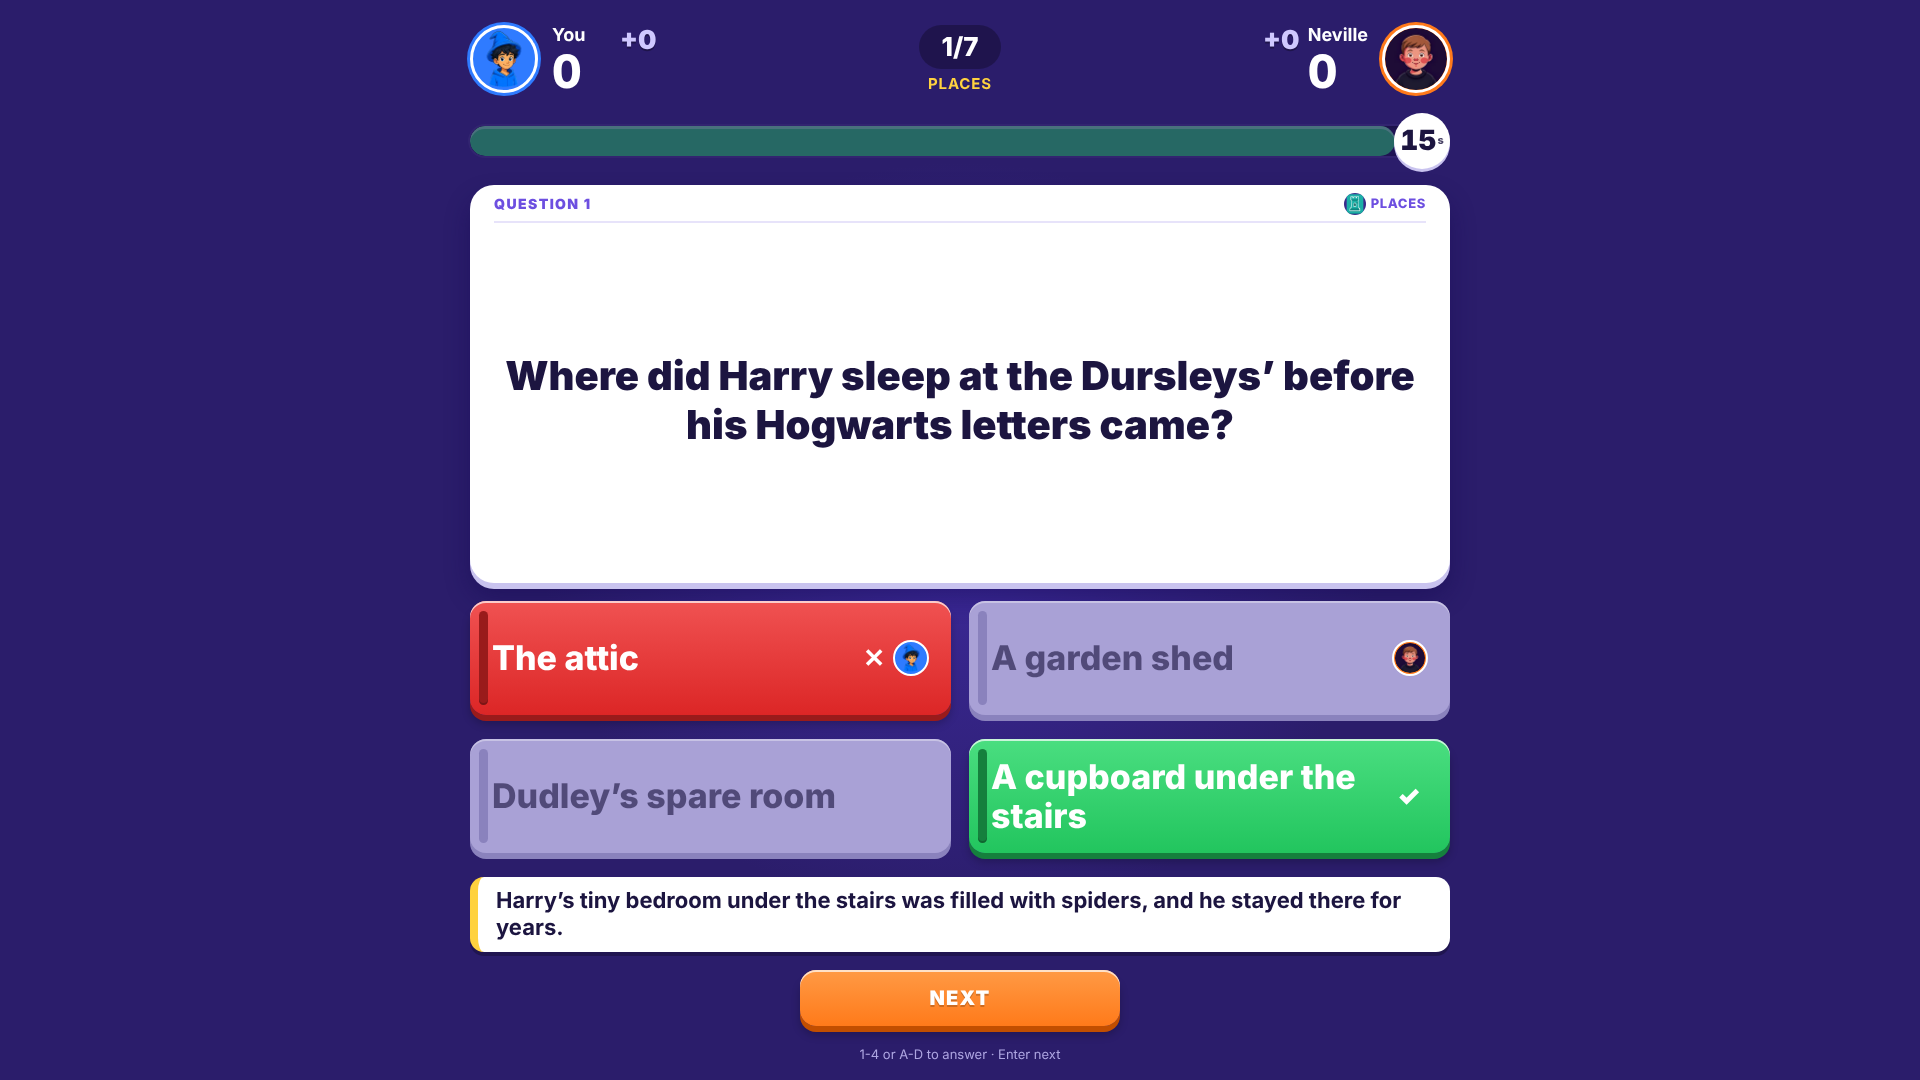 You
0
+0
1/7
PLACES
+0
Neville
0
15s
QUESTION 1
PLACES
Where did Harry sleep at the Dursleys’ before
his Hogwarts letters came?
The attic
A garden shed
Dudley’s spare room
A cupboard under the
stairs
Harry’s tiny bedroom under the stairs was filled with spiders, and he stayed there for
years.
NEXT
1-4 or A-D to answer · Enter next